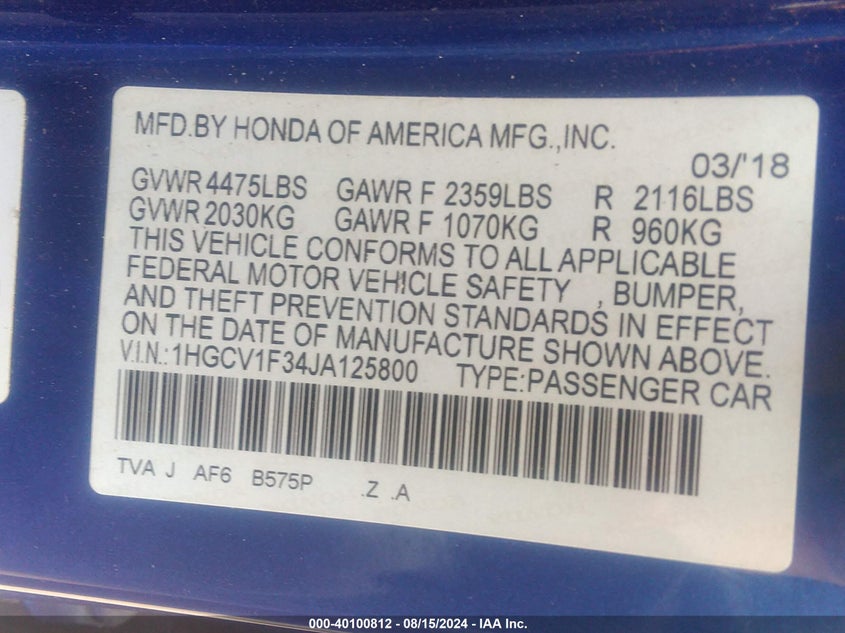 MFD.BY HONDA OF AMERICA MFG.,INC.
03/'18
GVWR 4475LBS GAWR F 2359LBS R 2116LBS
GVWR 2030KG GAWR F 1070KG R 960KG
THIS VEHICLE CONFORMS TO ALL APPLICABLE
FEDERAL MOTOR VEHICLE SAFETY , BUMPER,
AND THEFT PREVENTION STANDARDS IN EFFECT
ON THE DATE OF MANUFACTURE SHOWN ABOVE.
V.I.N.:1HGCV1F34JA125800 TYPE:PASSENGER CAR
TVA J AF6 B575P .Z .A
000-40100812 - 08/15/2024 - IAA Inc.